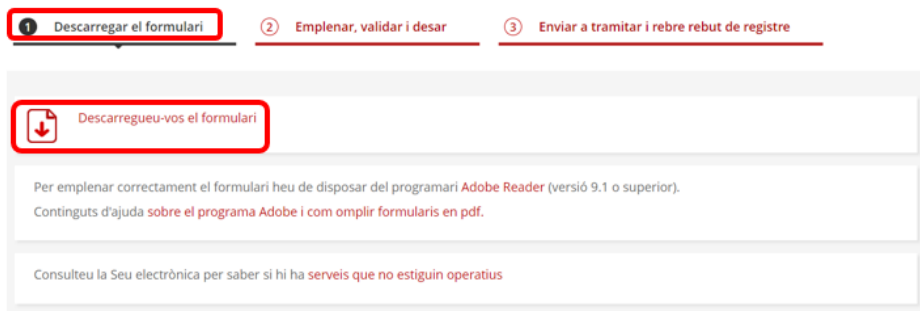 1 Descarregar el formulari
2 Emplenar, validar i desar
3 Enviar a tramitar i rebre rebut de registre
Descarregueu-vos el formulari
Per emplenar correctament el formulari heu de disposar del programari Adobe Reader (versió 9.1 o superior).
Continguts d'ajuda sobre el programa Adobe i com omplir formularis en pdf.
Consulteu la Seu electrònica per saber si hi ha serveis que no estiguin operatius